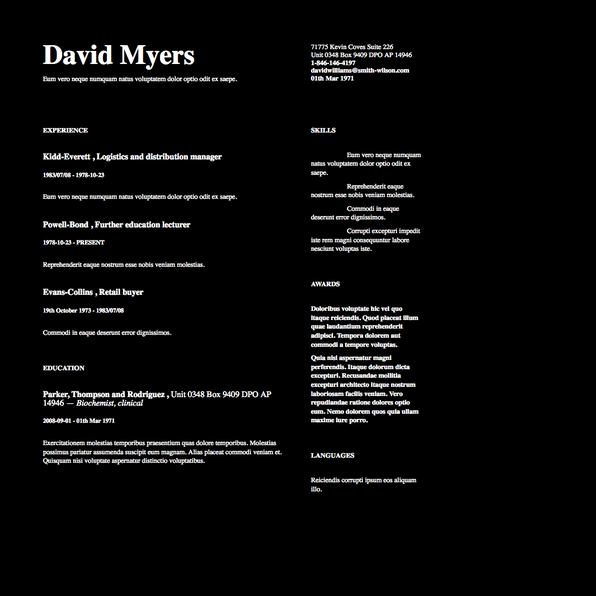 David Myers
Eum vero neque numquam natus voluptatem dolor optio odit ex saepe.
71775 Kevin Coves Suite 226
Unit 0348 Box 9409 DPO AP 14946
1-846-146-4197
davidwilliams@smith-wilson.com
01th Mar 1971
EXPERIENCE
Kidd-Everett , Logistics and distribution manager
1983/07/08 - 1978-10-23
Eum vero neque numquam natus voluptatem dolor optio odit ex saepe.
Powell-Bond , Further education lecturer
1978-10-23 - PRESENT
Reprehenderit eaque nostrum esse nobis veniam molestias.
Evans-Collins , Retail buyer
19th October 1973 - 1983/07/08
Commodi in eaque deserunt error dignissimos.
EDUCATION
Parker, Thompson and Rodriguez , Unit 0348 Box 9409 DPO AP
14946 — Biochemist, clinical
2008-09-01 - 01th Mar 1971
Exercitationem molestias temporibus praesentium quas dolore temporibus. Molestias
possimus pariatur assumenda suscipit eum magnam. Alias placeat commodi veniam et.
Quisquam nisi voluptate aspernatur distinctio voluptatibus.
SKILLS
Eum vero neque numquam
natus voluptatem dolor optio odit ex
saepe.
Reprehenderit eaque
nostrum esse nobis veniam molestias.
Commodi in eaque
deserunt error dignissimos.
Corrupti excepturi impedit
iste rem magni consequuntur labore
nesciunt voluptas iste.
AWARDS
Doloribus voluptate hic vel quo
itaque reiciendis. Quod placeat illum
quae laudantium reprehenderit
adipisci. Tempora dolorem aut
commodi a tempore voluptas.
Quia nisi aspernatur magni
perferendis. Itaque dolorum dicta
excepturi. Recusandae mollitia
excepturi architecto itaque nostrum
laboriosam facilis veniam. Vero
repudiandae ratione dolores optio
eum. Nemo dolorem quos quia ullam
maxime iure porro.
LANGUAGES
Reiciendis corrupti ipsum eos aliquam
illo.